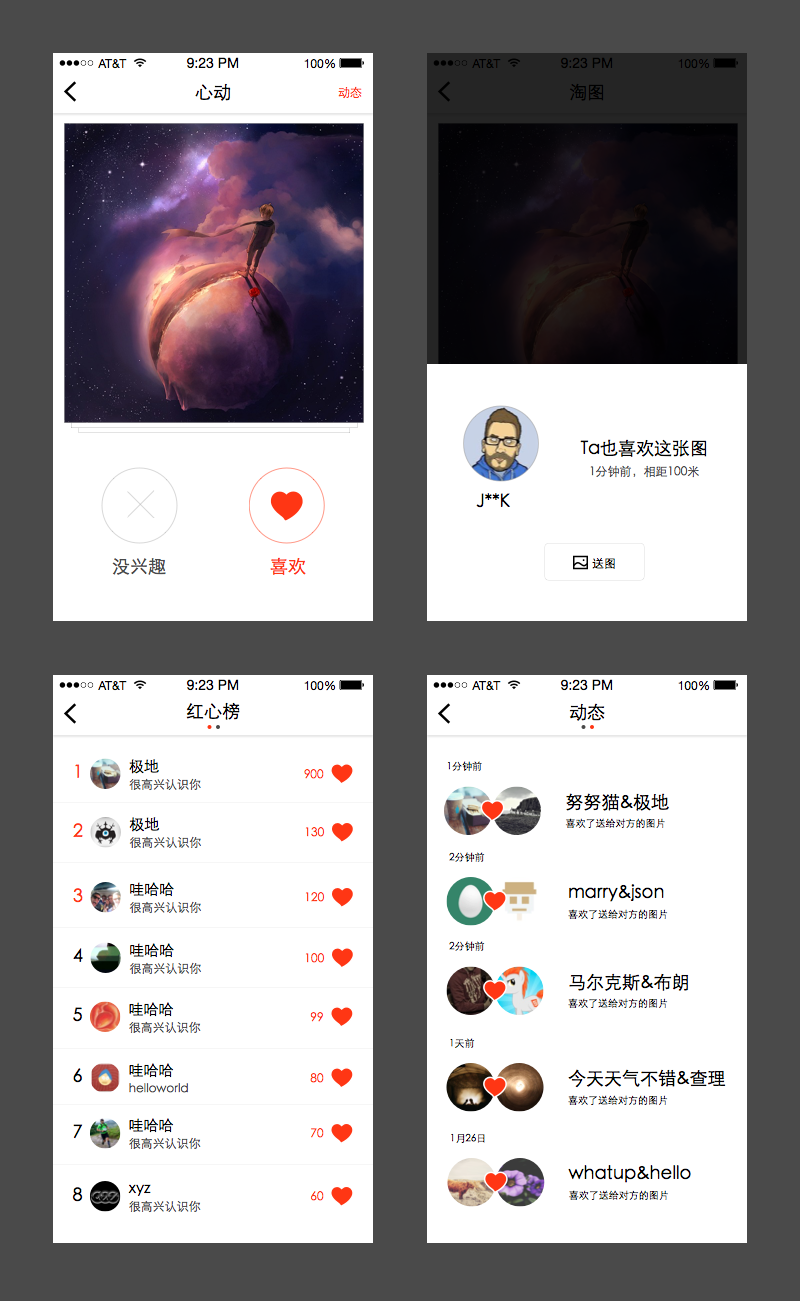 AT&T 9:23 PM 100%
心动 动态
没兴趣 喜欢
AT&T 9:23 PM 100%
淘图
Ta也喜欢这张图
1分钟前，相距100米
J**K
送图
AT&T 9:23 PM 100%
红心榜
1 极地 900
很高兴认识你
2 极地 130
很高兴认识你
3 哇哈哈 120
很高兴认识你
4 哇哈哈 100
很高兴认识你
5 哇哈哈 99
很高兴认识你
6 哇哈哈 80
helloworld
7 哇哈哈 70
很高兴认识你
8 xyz 60
很高兴认识你
AT&T 9:23 PM 100%
动态
1分钟前
努努猫&极地
喜欢了送给对方的图片
2分钟前
marry&json
喜欢了送给对方的图片
2分钟前
马尔克斯&布朗
喜欢了送给对方的图片
1天前
今天天气不错&查理
喜欢了送给对方的图片
1月26日
whatup&hello
喜欢了送给对方的图片